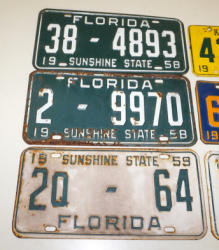 FLORIDA
38 - 4893
19 SUNSHINE STATE 58
FLORIDA
2 - 9970
19 SUNSHINE STATE 58
19 SUNSHINE STATE 59
2Q - 64
FLORIDA
4